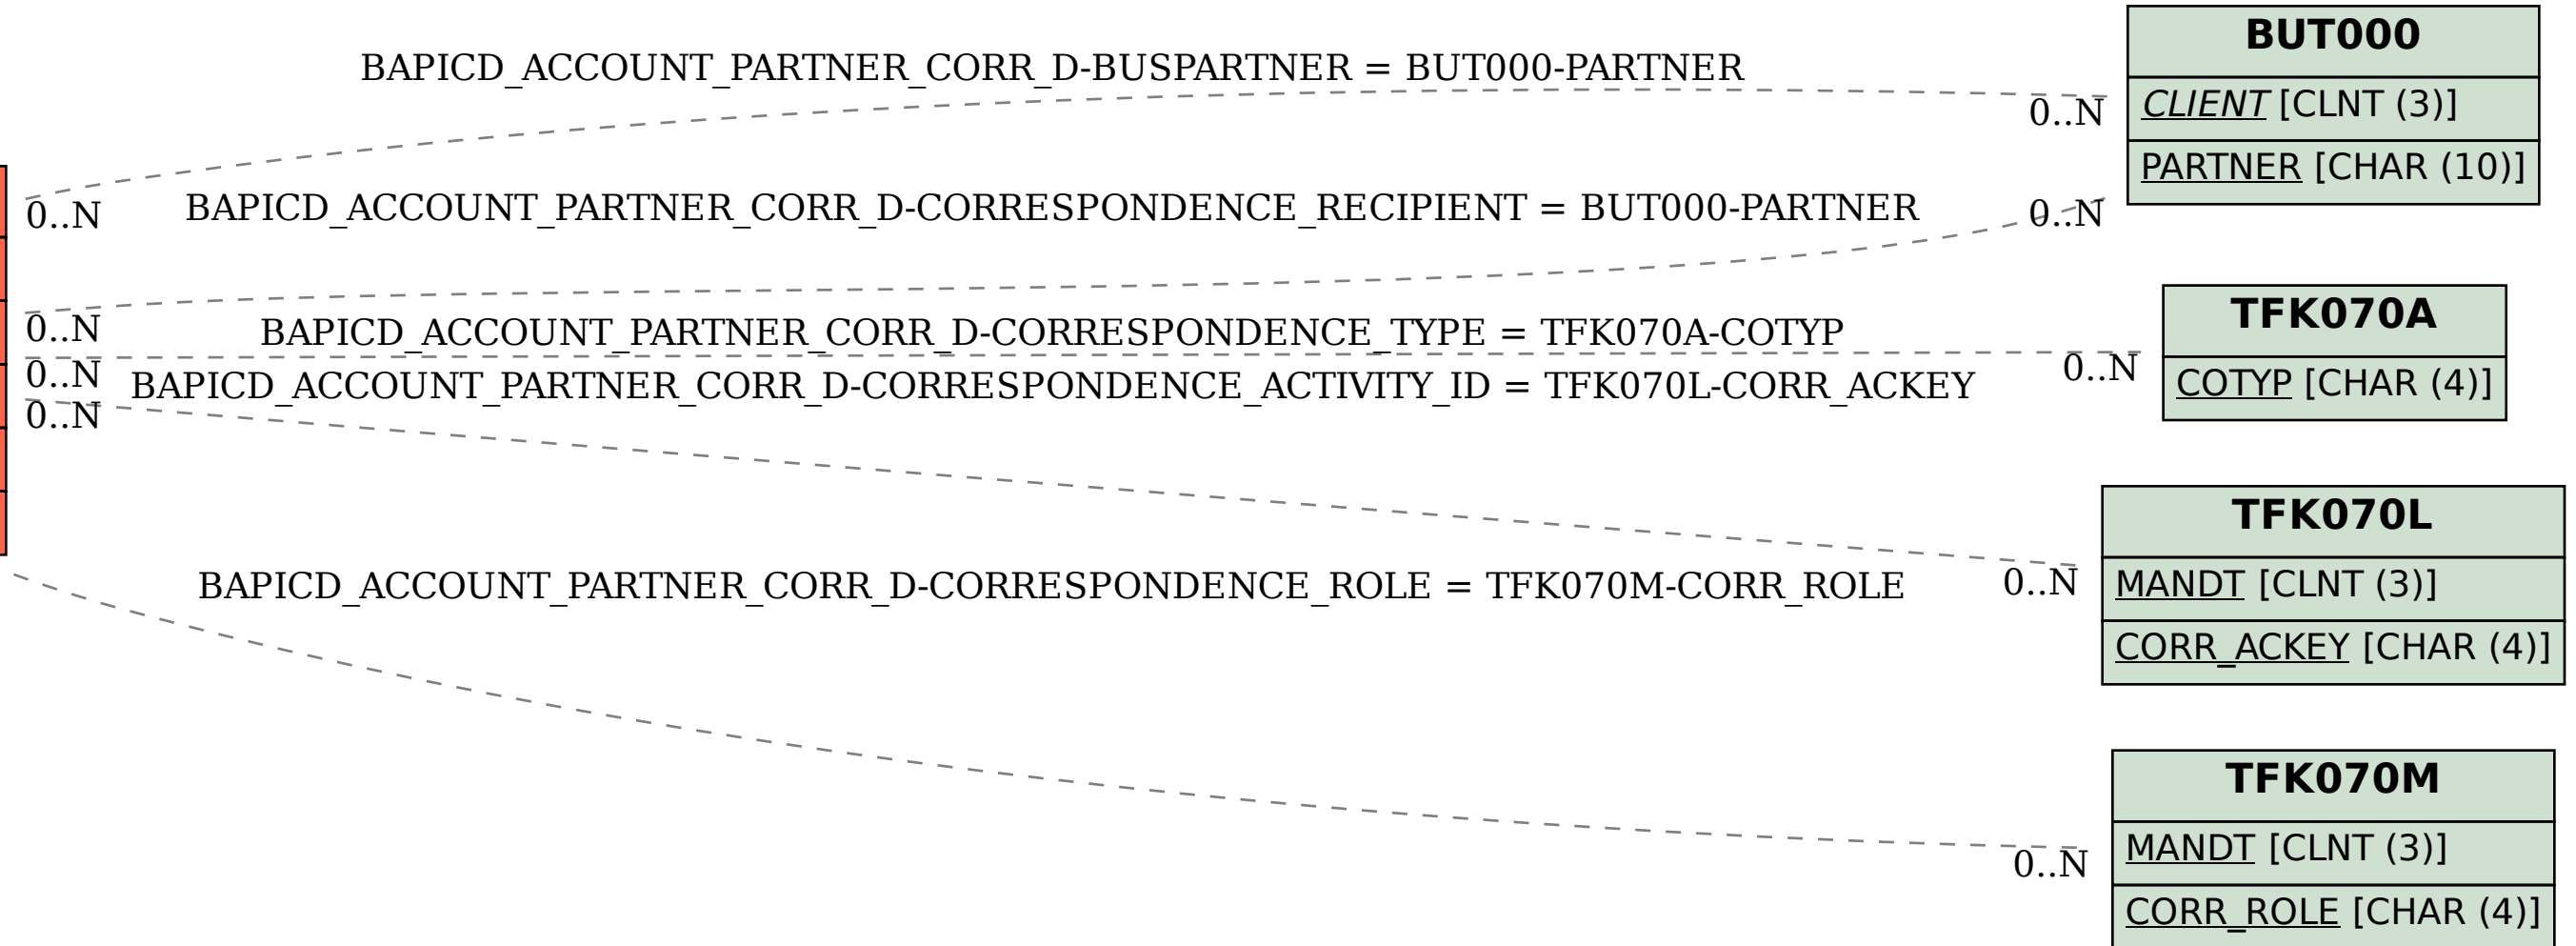 BUT000
BAPICD_ACCOUNT_PARTNER_CORR_D-BUSPARTNER = BUT000-PARTNER
CLIENT [CLNT (3)]
0..N
PARTNER [CHAR (10)]
0..N
BAPICD_ACCOUNT_PARTNER_CORR_D-CORRESPONDENCE_RECIPIENT = BUT000-PARTNER
0..N
TFK070A
0..N
BAPICD_ACCOUNT_PARTNER_CORR_D-CORRESPONDENCE_TYPE = TFK070A-COTYP
0..N
0..N
BAPICD_ACCOUNT_PARTNER_CORR_D-CORRESPONDENCE_ACTIVITY_ID = TFK070L-CORR_ACKEY
COTYP [CHAR (4)]
0..N
TFK070L
BAPICD_ACCOUNT_PARTNER_CORR_D-CORRESPONDENCE_ROLE = TFK070M-CORR_ROLE
0..N
MANDT [CLNT (3)]
CORR_ACKEY [CHAR (4)]
TFK070M
MANDT [CLNT (3)]
0..N
CORR_ROLE [CHAR (4)]